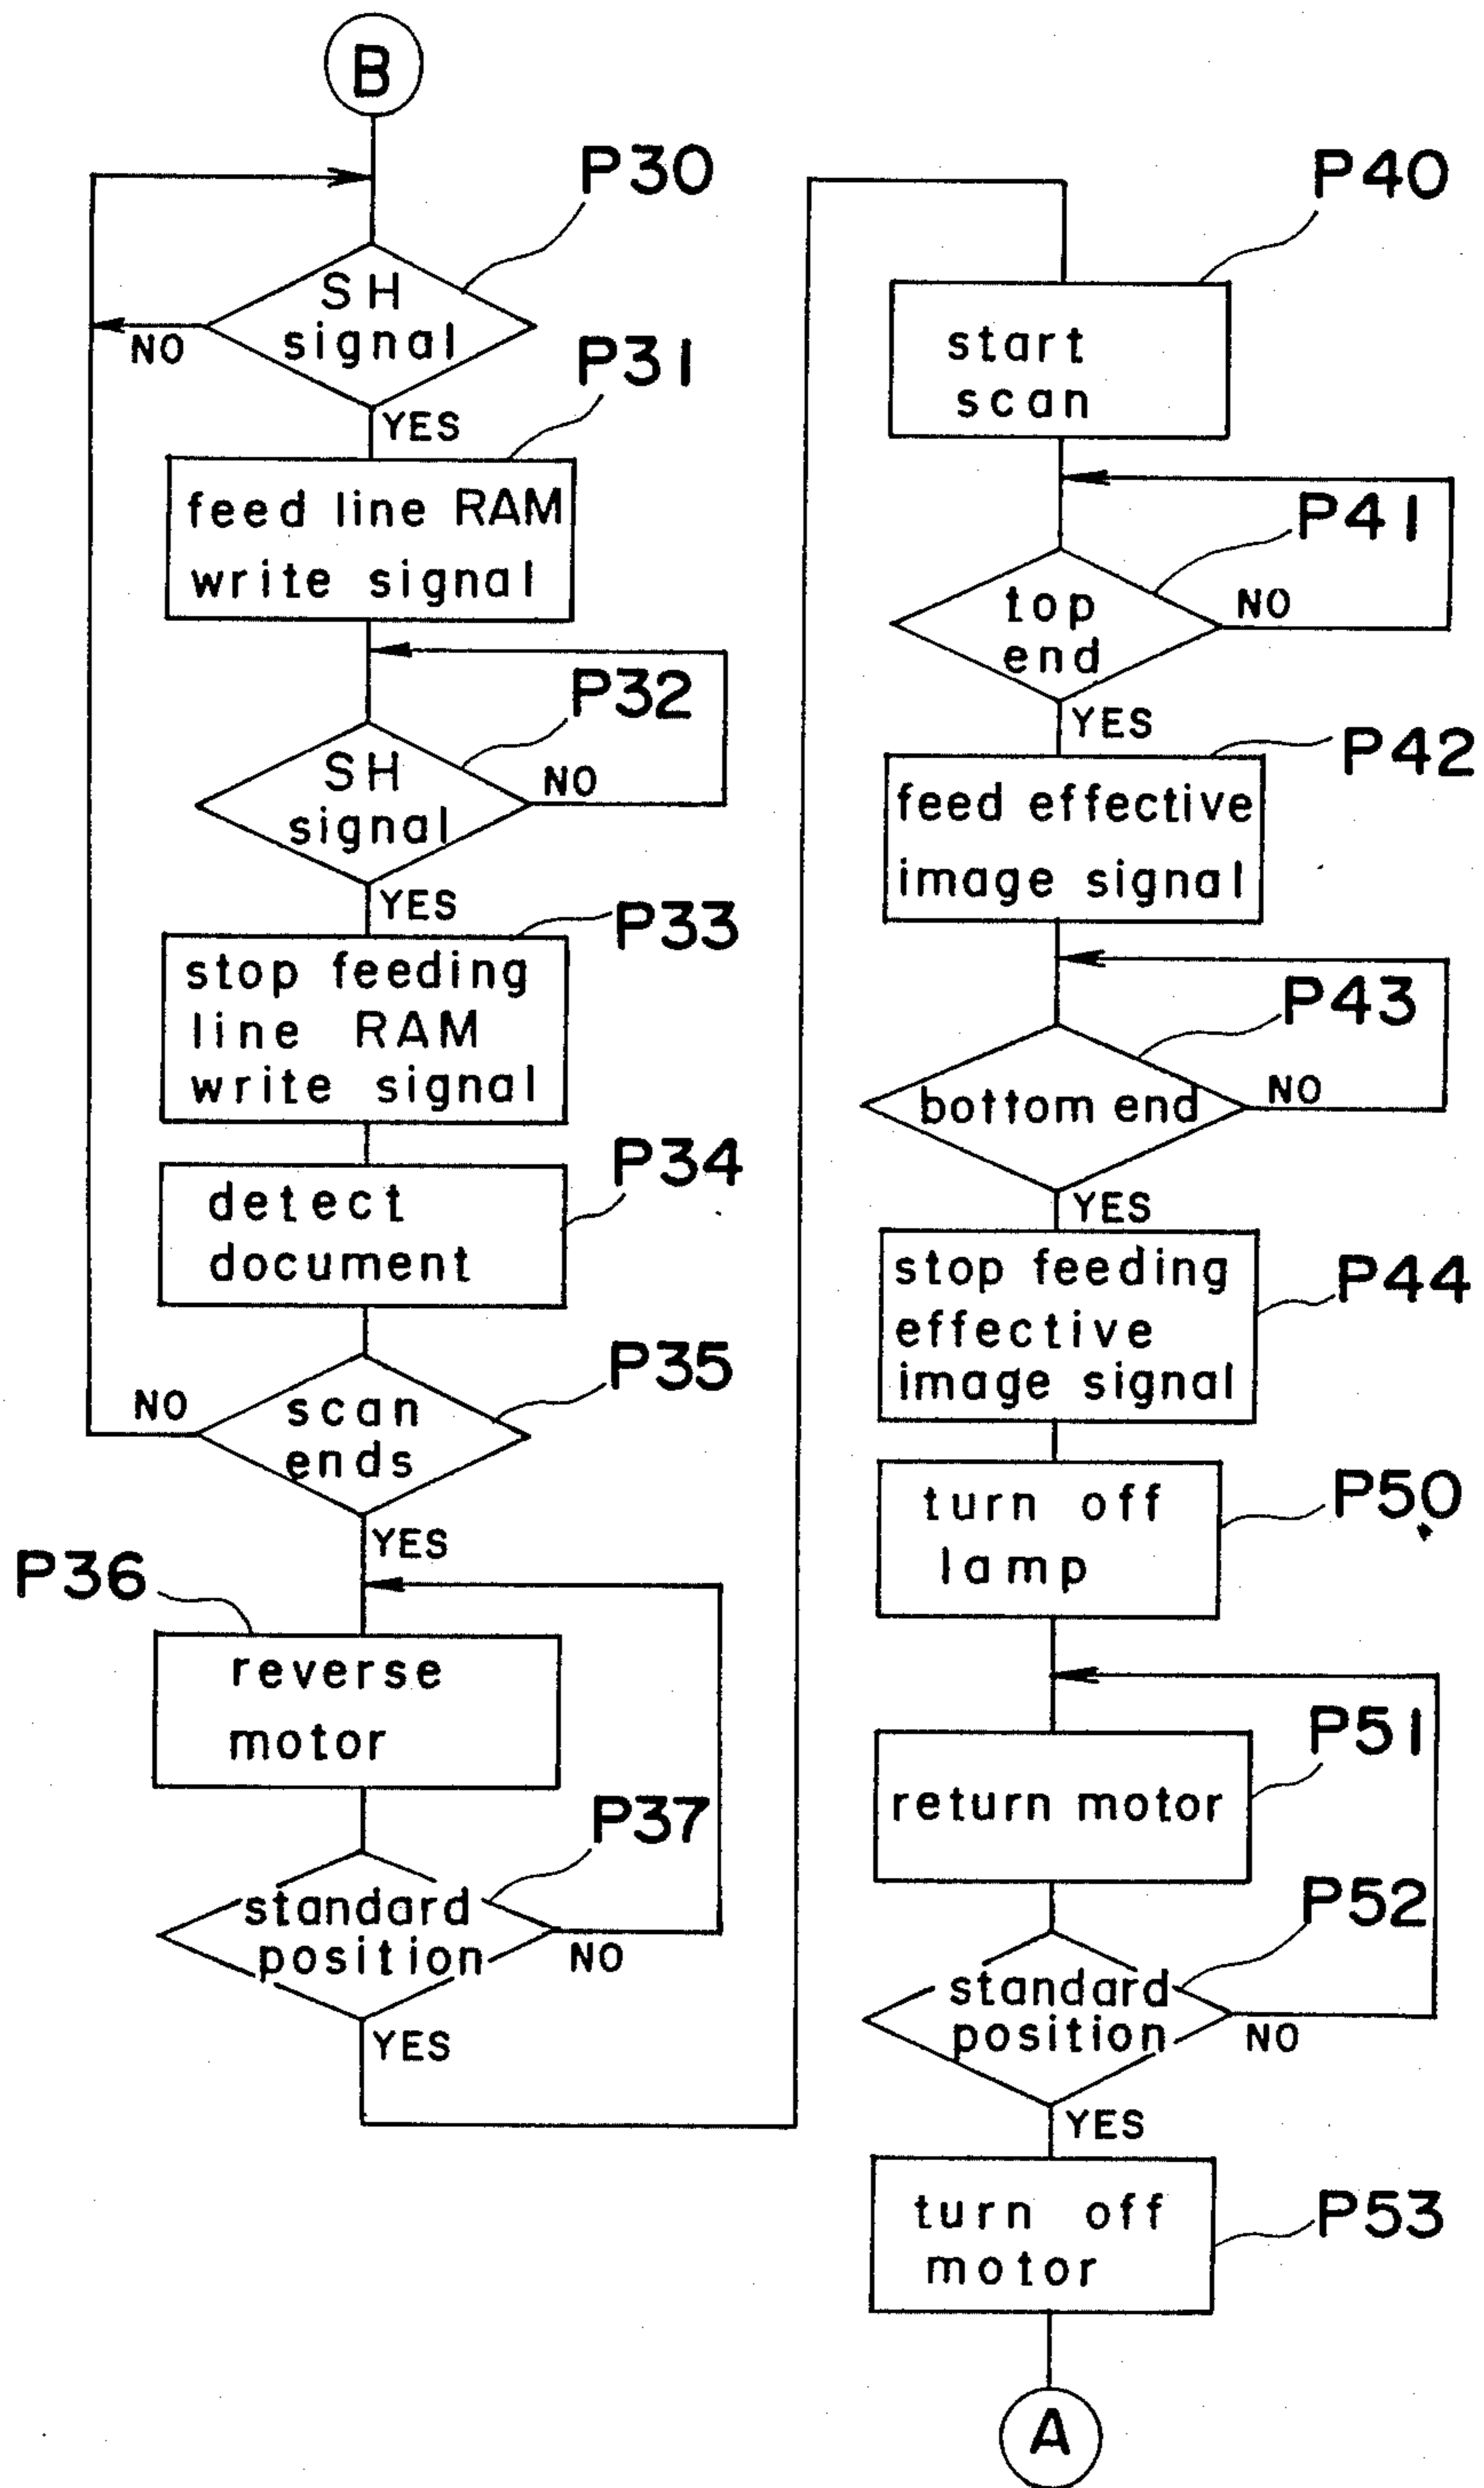 B
P30
SH
signal
NO
YES
P31
feed line RAM
write signal
P32
SH
signal
NO
YES
P33
stop feeding
line RAM
write signal
P34
detect
document
P35
scan
ends
NO
YES
P36
reverse
motor
P37
standard
position
NO
YES
P40
start
scan
P41
top
end
NO
YES
P42
feed effective
image signal
P43
bottom end
NO
YES
P44
stop feeding
effective
image signal
P50
turn off
lamp
P51
return motor
P52
standard
position
NO
YES
P53
turn off
motor
A